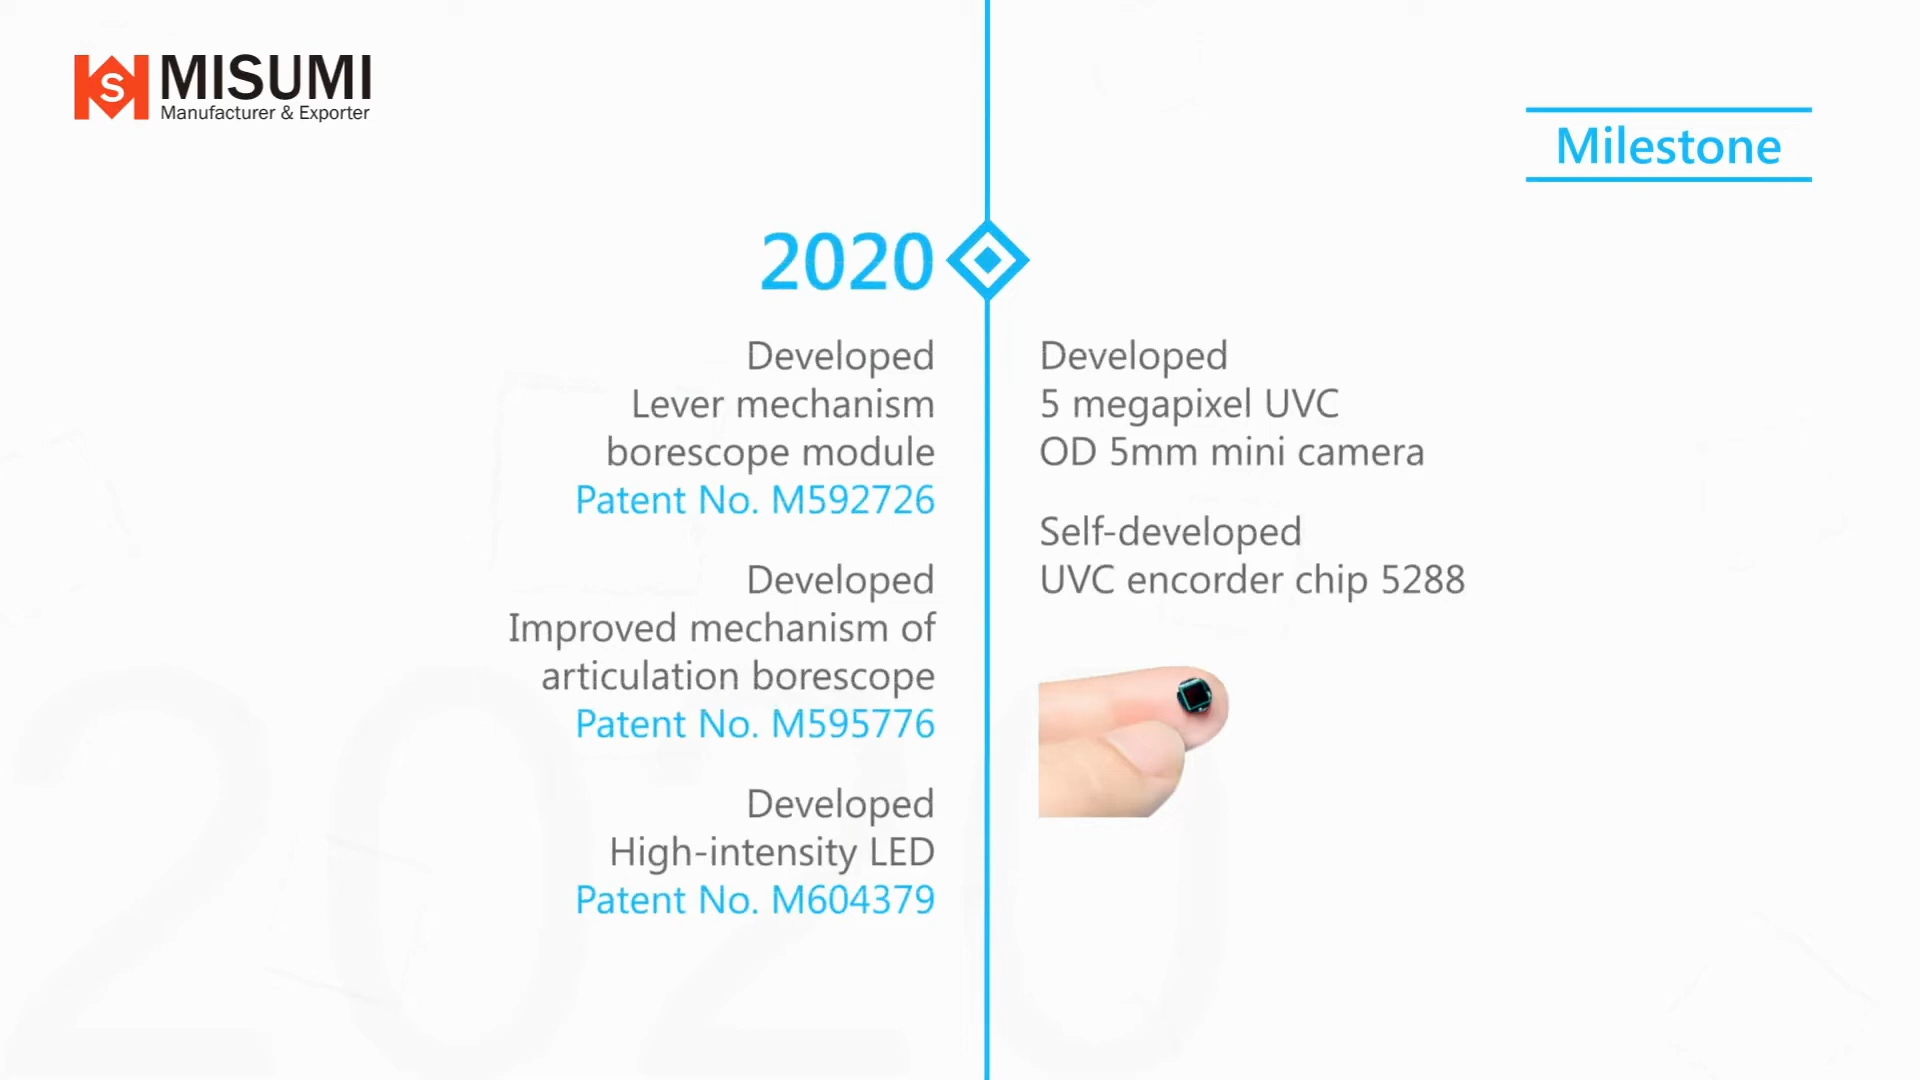 MISUMI
Manufacturer & Exporter
Milestone
2020
Developed
Lever mechanism
borescope module
Patent No. M592726
Developed
Improved mechanism of
articulation borescope
Patent No. M595776
Developed
High-intensity LED
Patent No. M604379
Developed
5 megapixel UVC
OD 5mm mini camera
Self-developed
UVC encorder chip 5288
2020